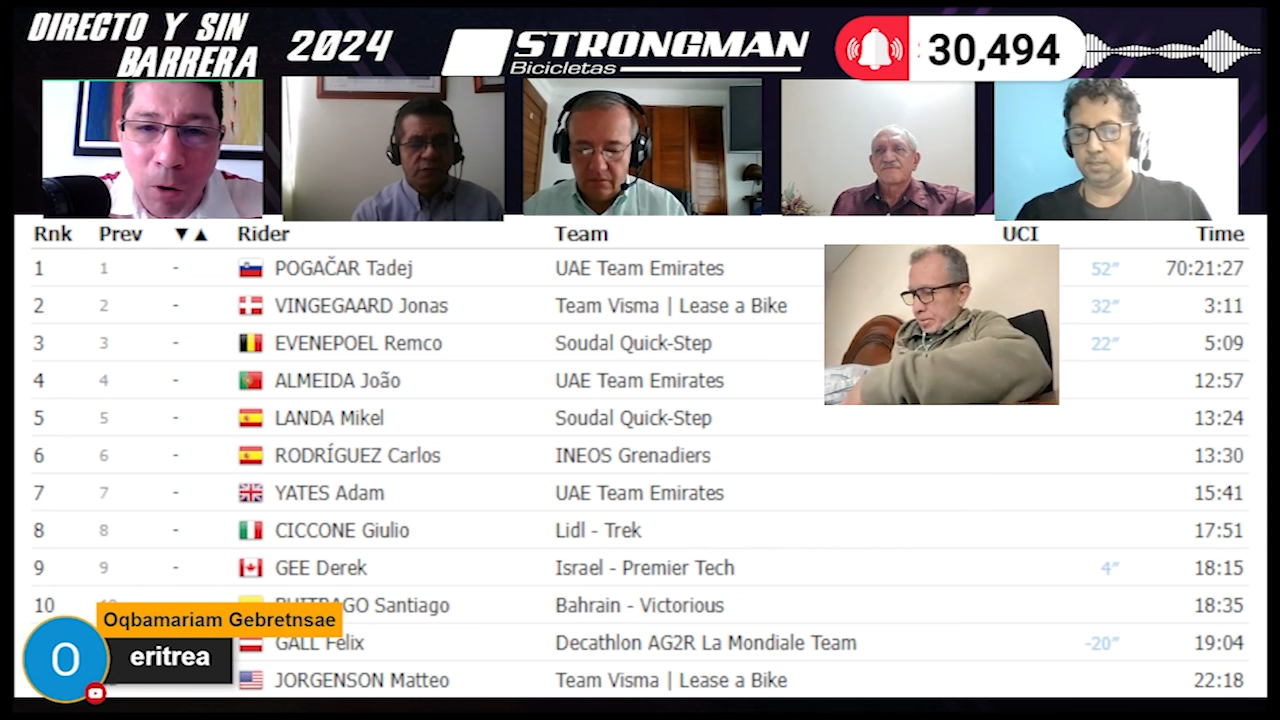 DIRECTO Y SIN
BARRERA
2024
STRONGMAN
Bicicletas
30,494
Rnk Prev ▼▲ Rider Team UCI Time
1 1 - POGAČAR Tadej UAE Team Emirates 52″ 70:21:27
2 2 - VINGEGAARD Jonas Team Visma | Lease a Bike 32″ 3:11
3 3 - EVENEPOEL Remco Soudal Quick-Step 22″ 5:09
4 4 - ALMEIDA João UAE Team Emirates 12:57
5 5 - LANDA Mikel Soudal Quick-Step 13:24
6 6 - RODRÍGUEZ Carlos INEOS Grenadiers 13:30
7 7 - YATES Adam UAE Team Emirates 15:41
8 8 - CICCONE Giulio Lidl - Trek 17:51
9 9 - GEE Derek Israel - Premier Tech 4″ 18:15
10 Santiago Bahrain - Victorious 18:35
Oqbamariam Gebretnsae
GALL Felix Decathlon AG2R La Mondiale Team -20″ 19:04
O
eritrea
JORGENSON Matteo Team Visma | Lease a Bike 22:18